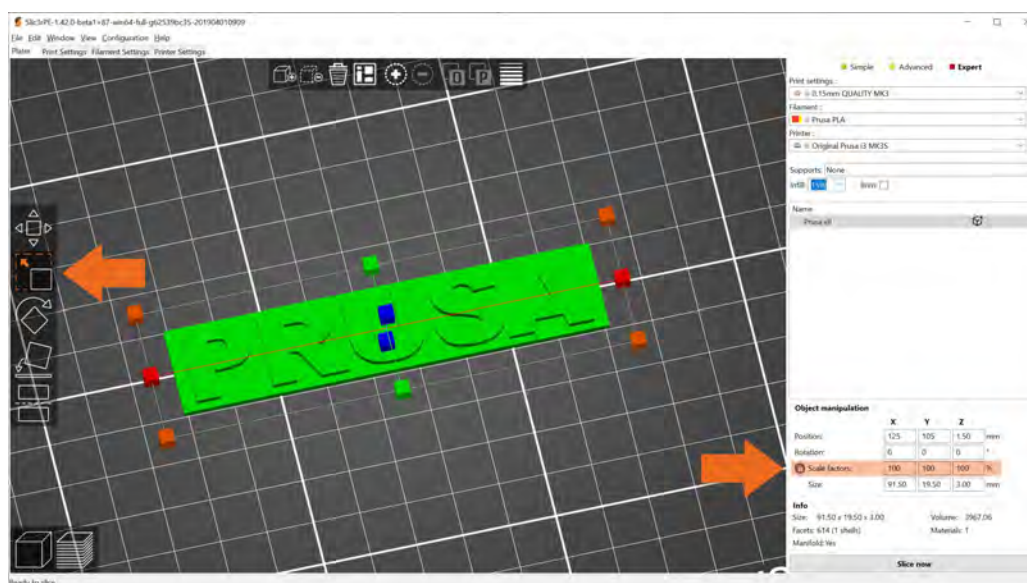 Slic3rPE-1.42.0-beta1+87-win64-full-g62539bc35-201904010909
File Edit Window View Configuration Help
Plater Print Settings Filament Settings Printer Settings
Simple Advanced Expert
Print settings :
0.15mm QUALITY MK3
Filament :
Prusa PLA
Printer :
Original Prusa i3 MK3S
Supports: None
Infill: 15% Brim:
Name
PRUSA
Object manipulation
X Y Z
Position: 125 105 1.50 mm
Rotation: 0 0 0 °
Scale factors: 100 100 100 %
Size: 91.50 19.50 3.00 mm
Info
Size: 91.50 x 19.50 x 3.00 Volume: 3967.06
Facets: 614 (1 shells) Materials: 1
Manifold: Yes
Slice now
Ready to slice